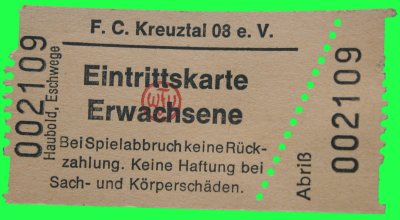 F. C. Kreuztal 08 e. V.
Eintrittskarte
Erwachsene
Bei Spielabbruch keine Rück-
zahlung. Keine Haftung bei
Sach- und Körperschäden.
002109
Haubold, Eschwege
Abriß
002109